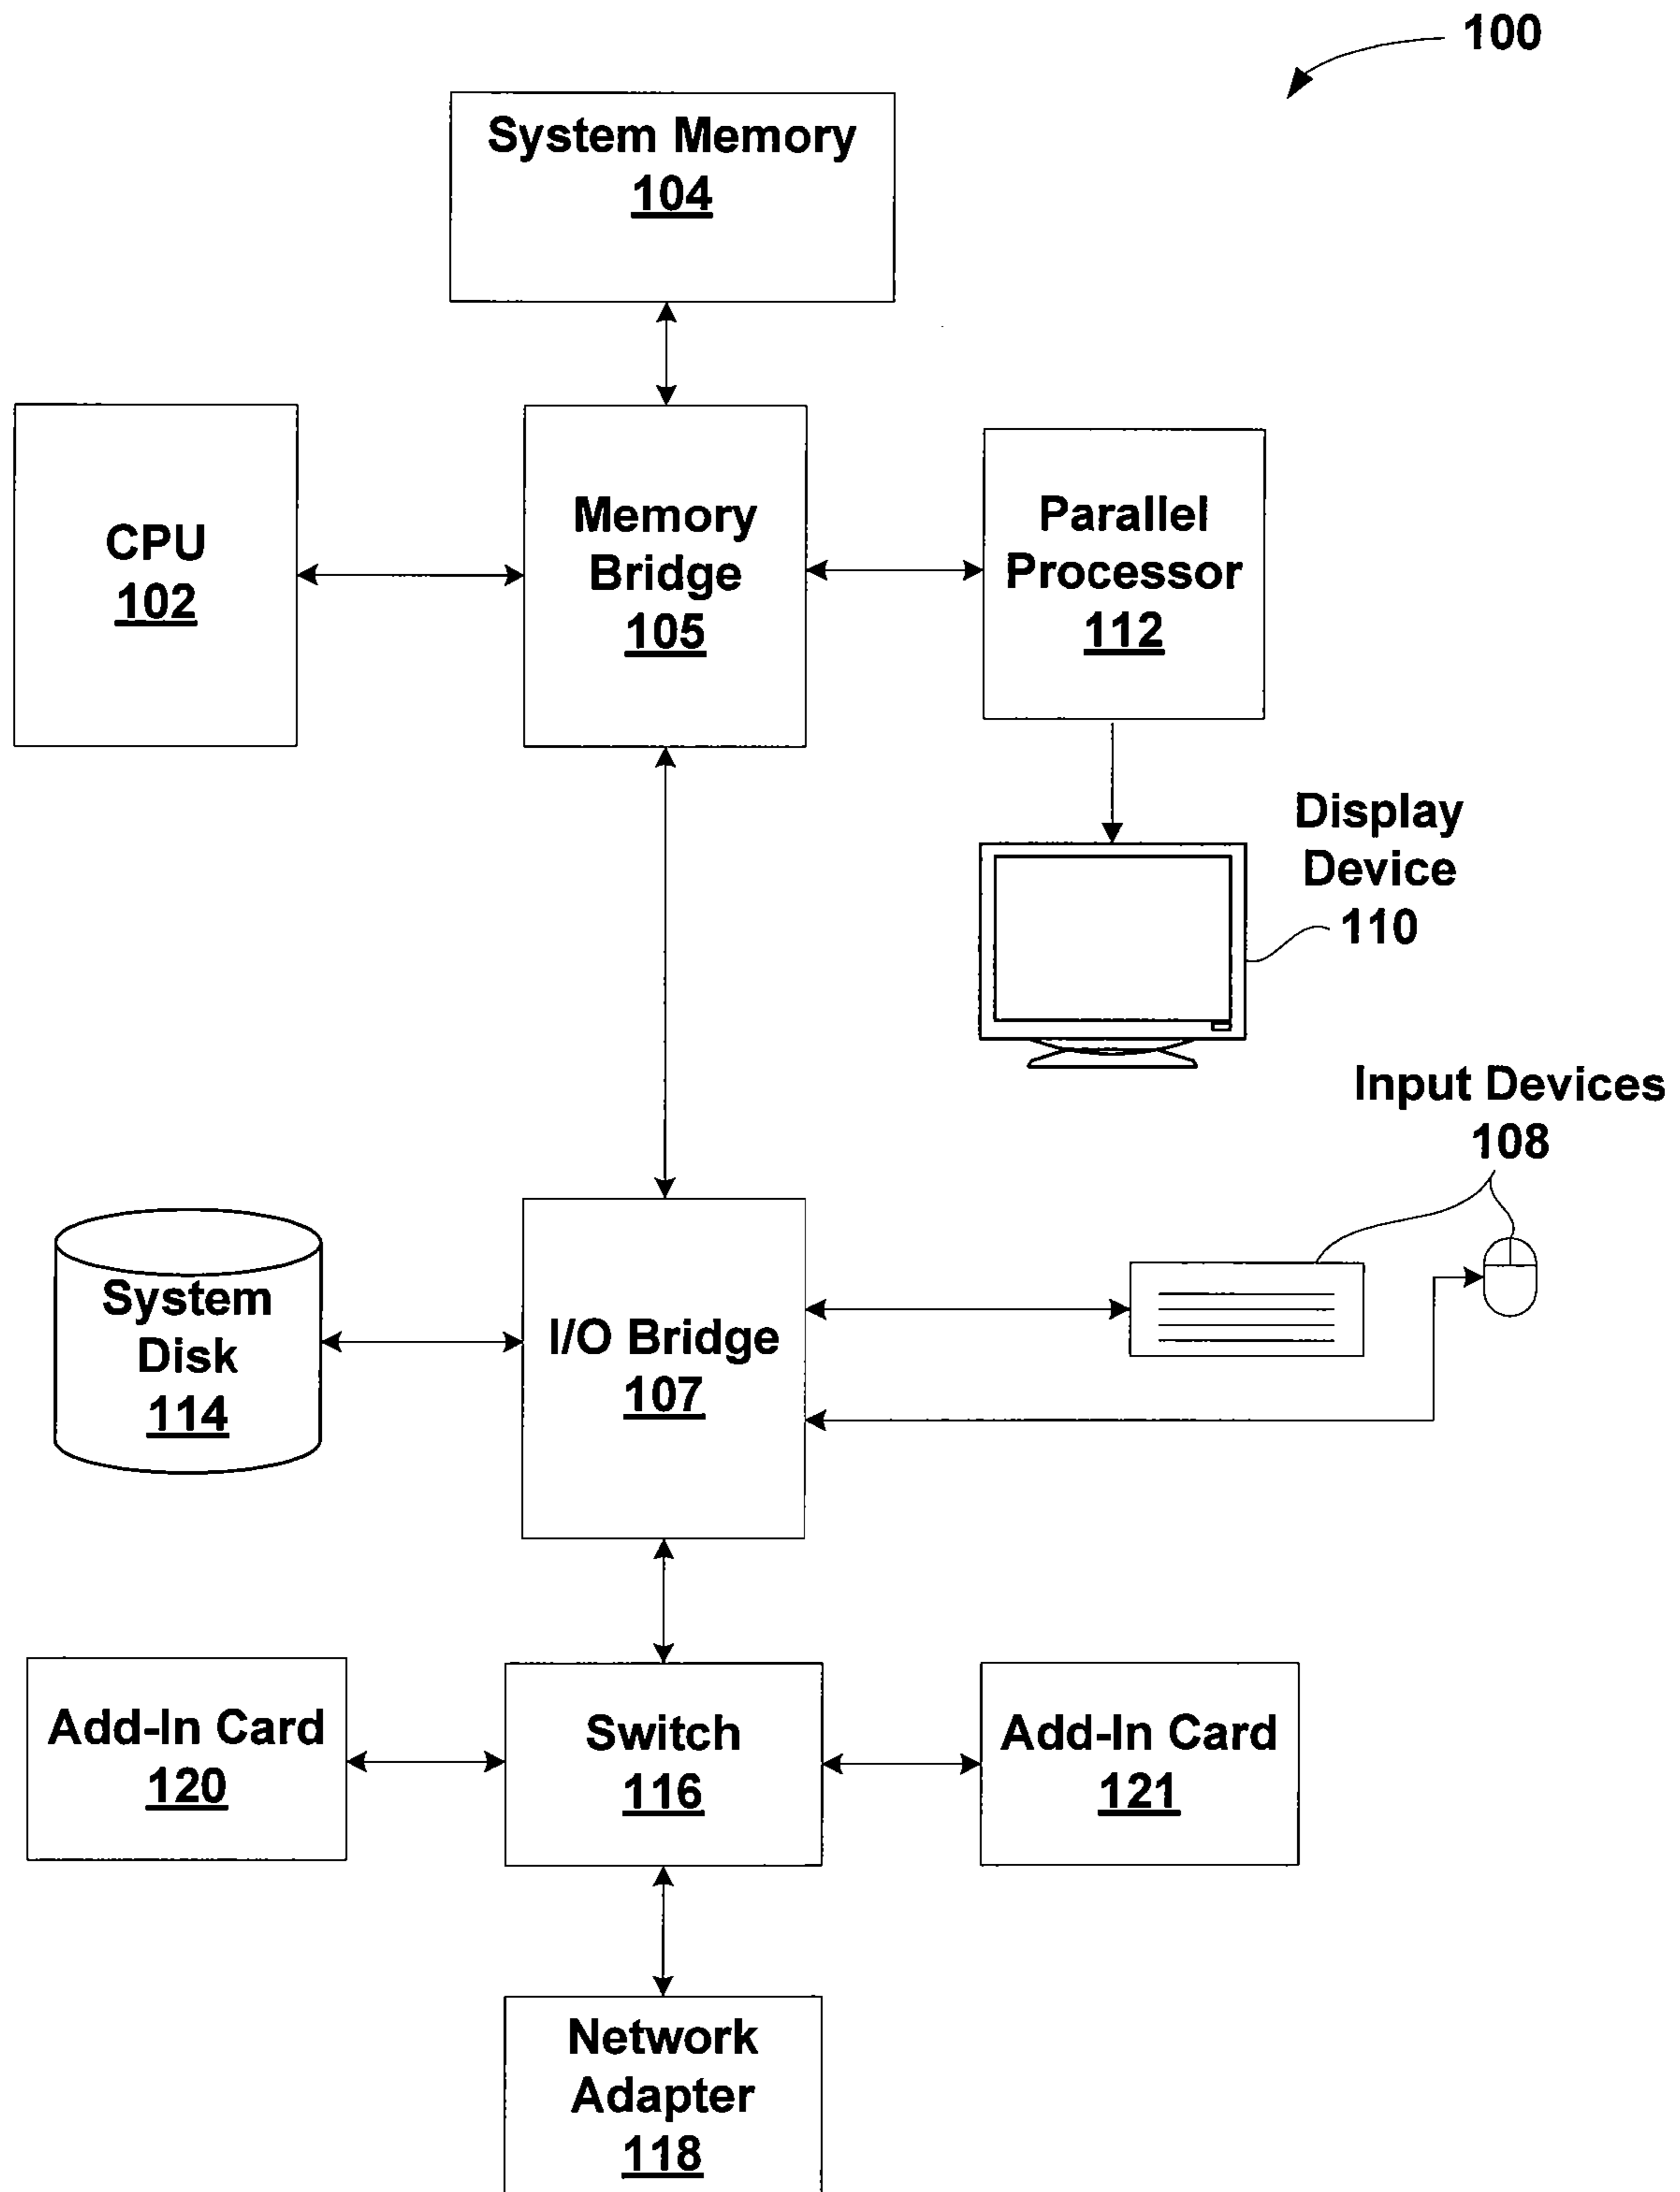 100
System Memory
104
CPU
102
Memory
Bridge
105
Parallel
Processor
112
Display
Device
110
Input Devices
108
System
Disk
114
I/O Bridge
107
Add-In Card
120
Switch
116
Add-In Card
121
Network
Adapter
118